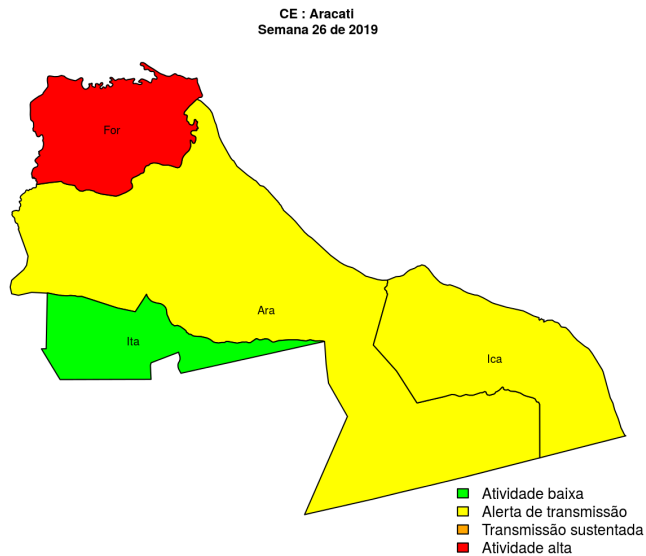 CE : Aracati
Semana 26 de 2019
For
Ara
Ita
Ica
Atividade baixa
Alerta de transmissão
Transmissão sustentada
Atividade alta